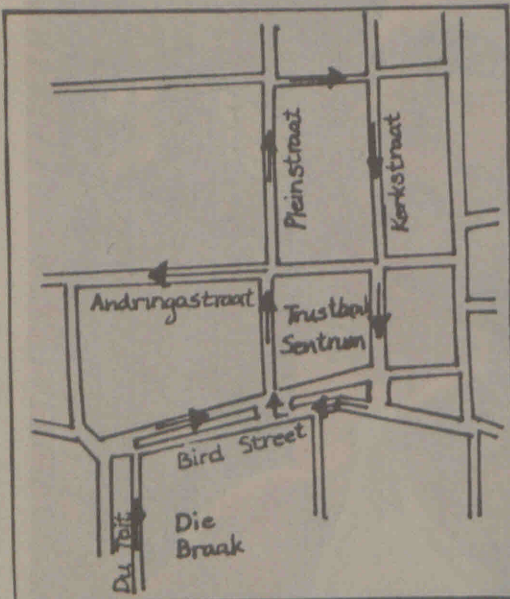 Pleinstraat
Kerkstraat
Andringastraat
Trustbank
Sentrum
Bird Street
Du Toit
Die
Braak